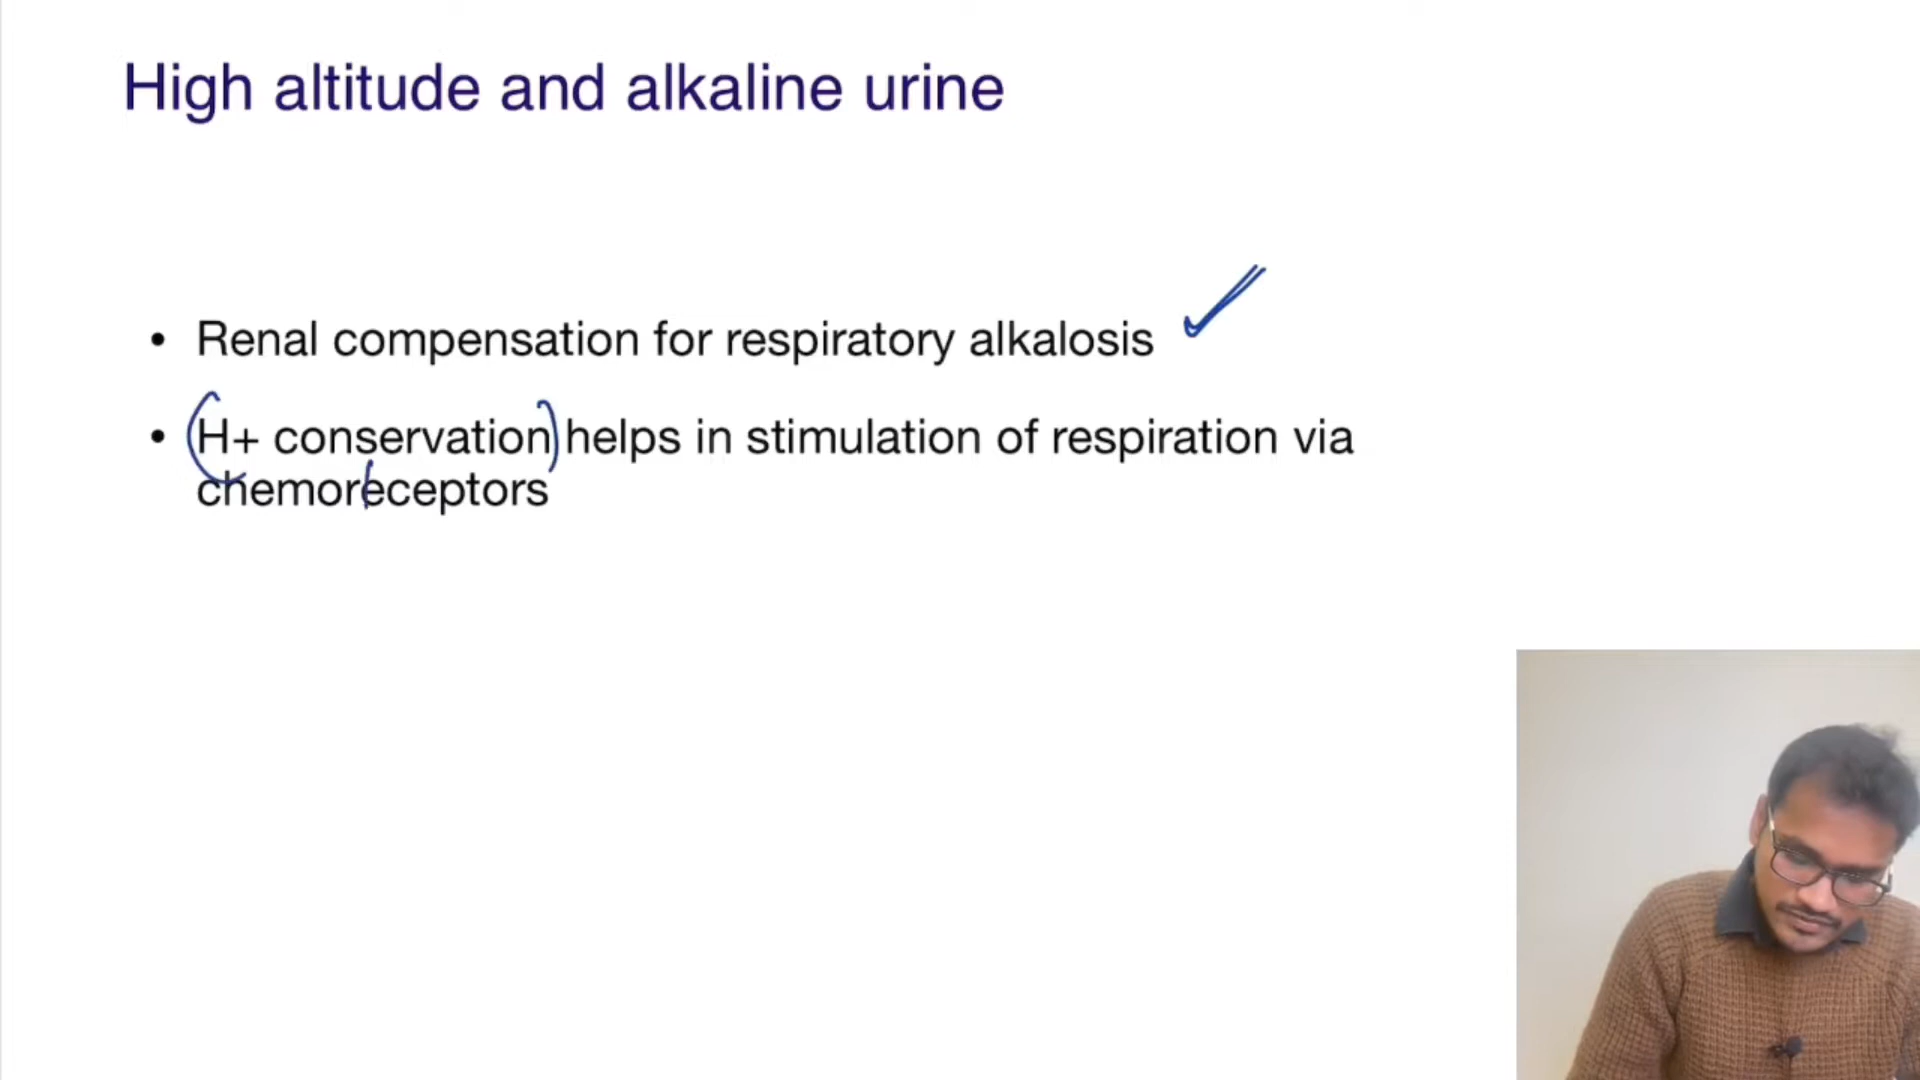 High altitude and alkaline urine
• Renal compensation for respiratory alkalosis
• H+ conservation helps in stimulation of respiration via
chemoreceptors